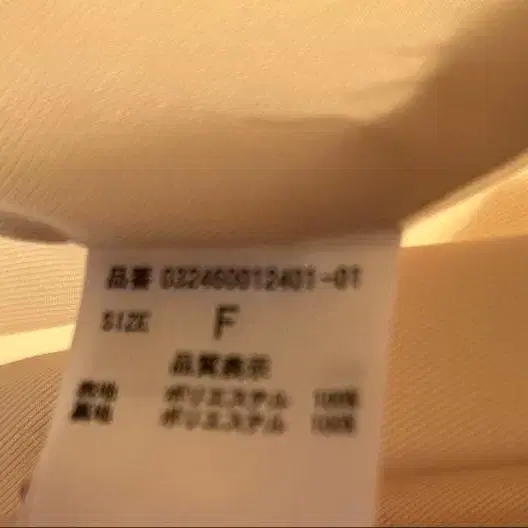 品番 032460012401-01
SIZE F
品質表示
表地 ポリエステル 100%
裏地 ポリエステル 100%